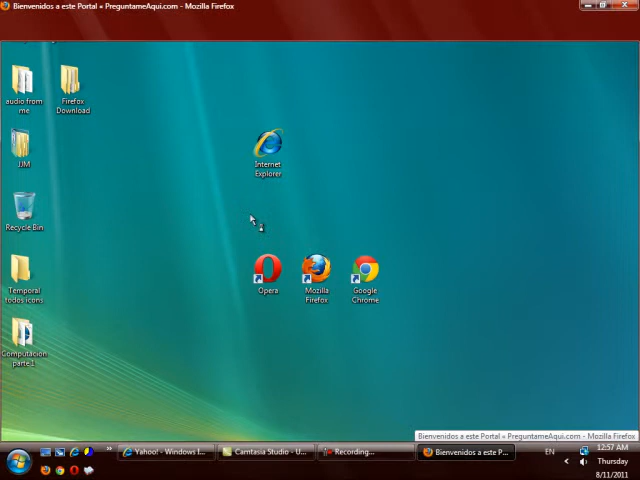 Bienvenidos a este Portal « PreguntameAqui.com - Mozilla Firefox
audio from
me
Firefox
Download
JJM
Internet
Explorer
Recycle Bin
Temporal
todos icons
Opera
Mozilla
Firefox
Google
Chrome
Computacion
parte 1
Bienvenidos a este Portal « PreguntameAqui.com - Mozilla Firefox
Yahoo! - Windows I...
Camtasia Studio - U...
Recording...
Bienvenidos a este P...
EN
12:57 AM
Thursday
8/11/2011